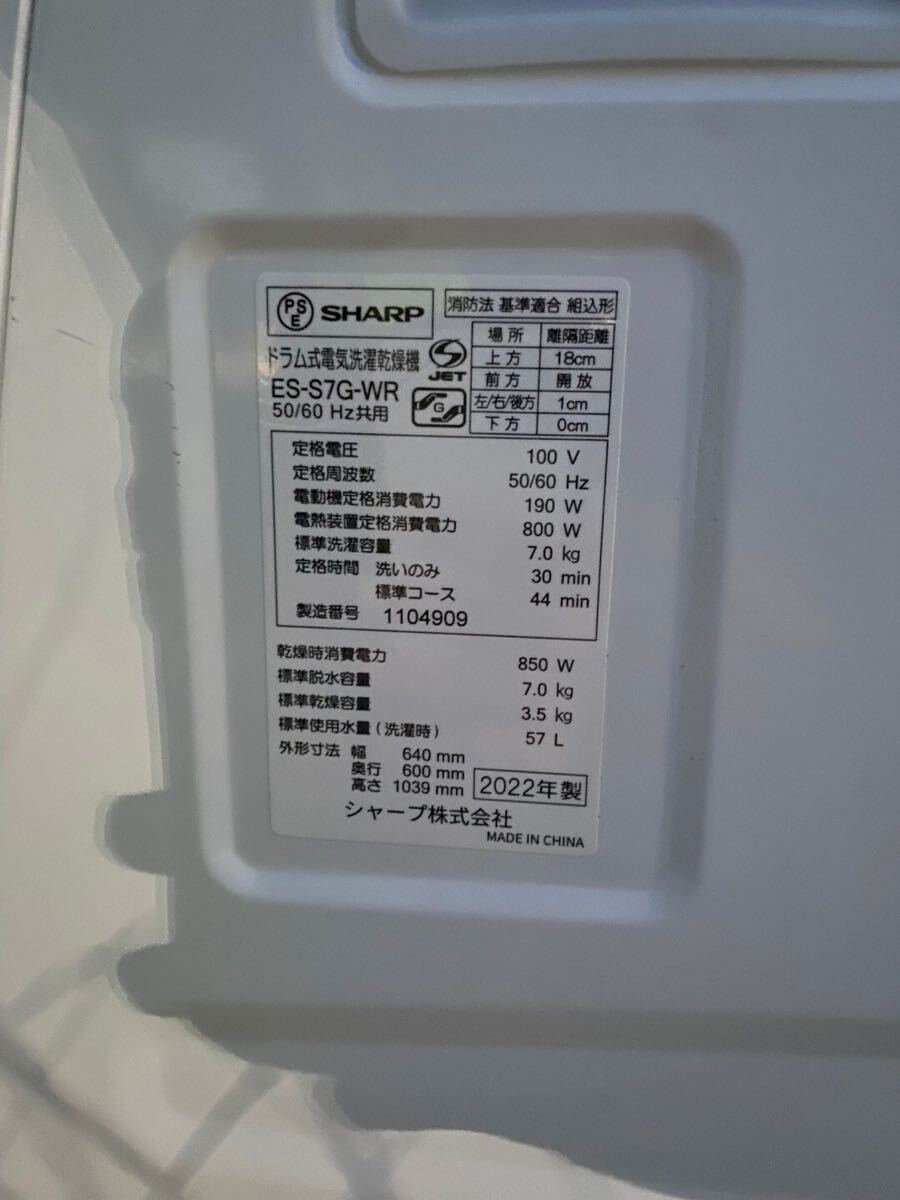 PSE SHARP
ドラム式電気洗濯乾燥機
ES-S7G-WR
50/60 Hz共用
JET
G
消防法 基準適合 組込形
場所 離隔距離
上方 18cm
前方 開放
左/右/後方 1cm
下方 0cm
定格電圧 100 V
定格周波数 50/60 Hz
電動機定格消費電力 190 W
電熱装置定格消費電力 800 W
標準洗濯容量 7.0 kg
定格時間 洗いのみ 30 min
標準コース 44 min
製造番号 1104909
乾燥時消費電力 850 W
標準脱水容量 7.0 kg
標準乾燥容量 3.5 kg
標準使用水量(洗濯時) 57 L
外形寸法 幅 640 mm
奥行 600 mm
高さ 1039 mm
2022年製
シャープ株式会社
MADE IN CHINA